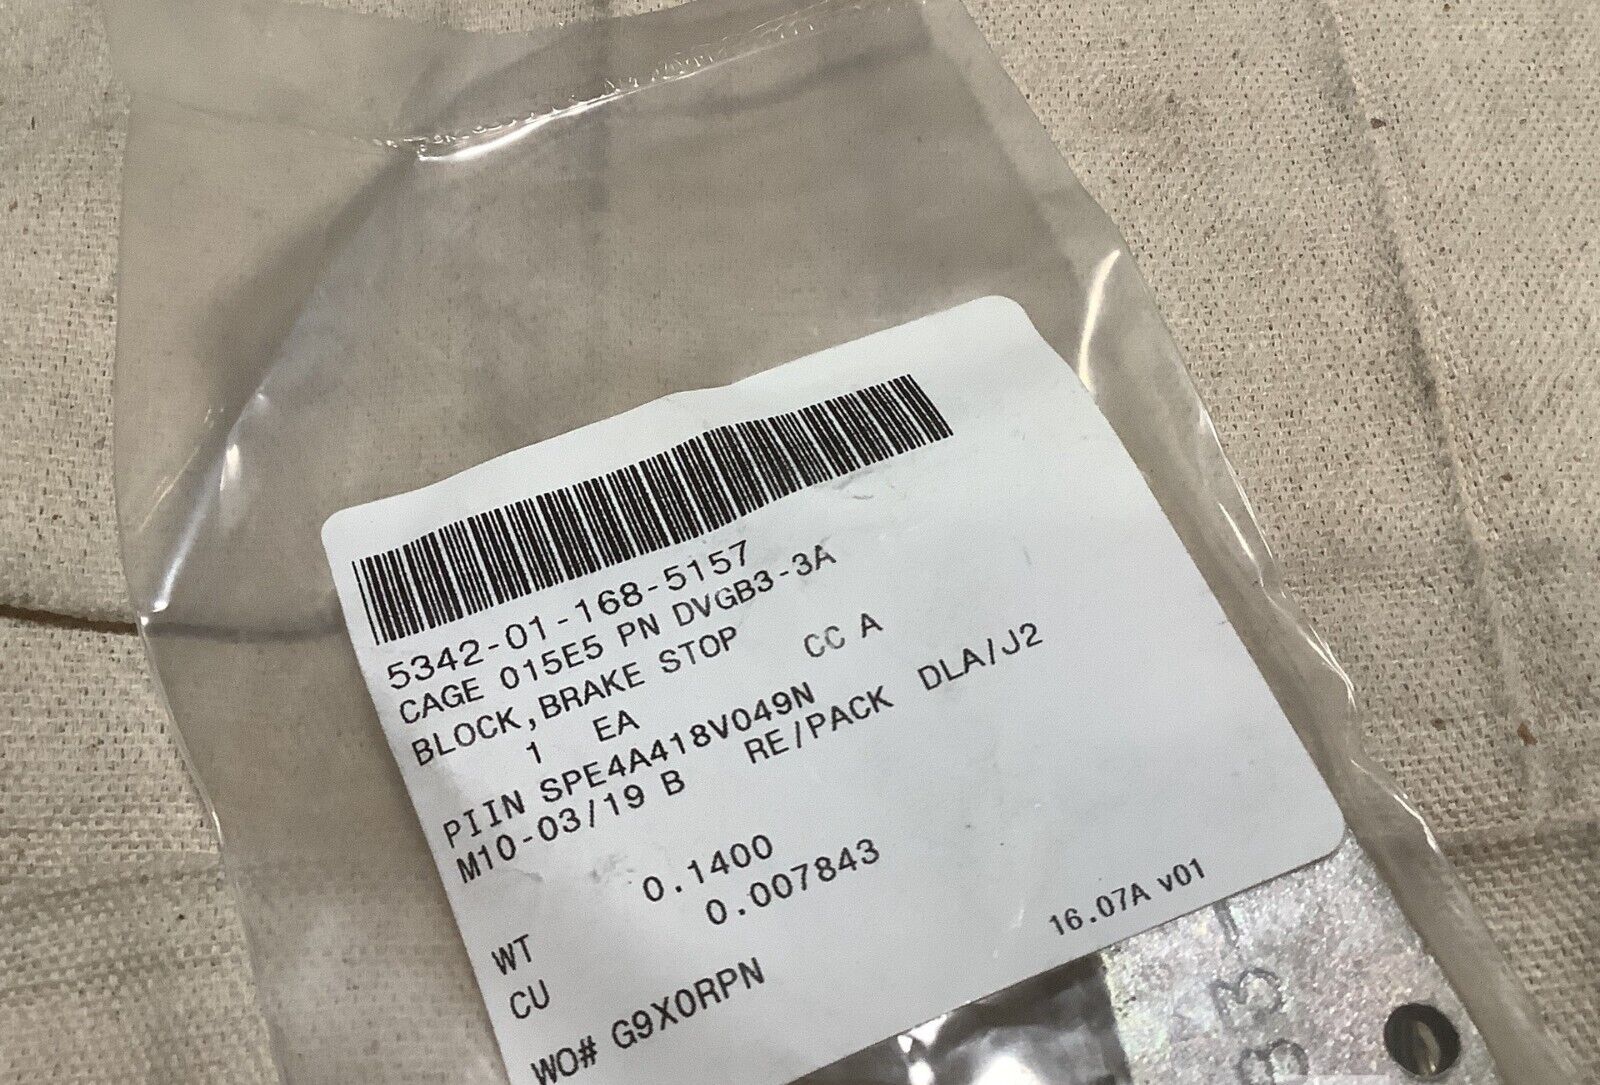 5342-01-168-5157
CAGE 015E5 PN DVGB3-3A
BLOCK,BRAKE STOP
1 EA CC A
PIIN SPE4A418V049N
M10-03/19 B RE/PACK DLA/J2
WT 0.1400
CU 0.007843
WO# G9X0RPN 16.07A v01